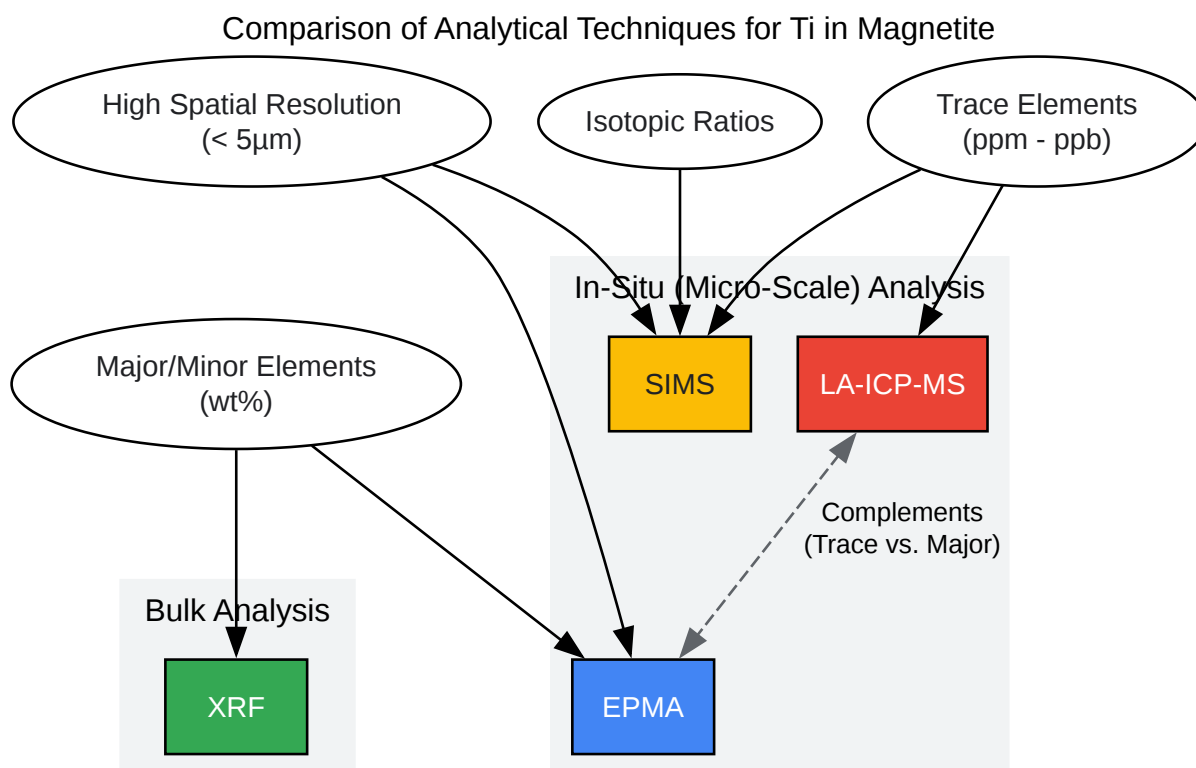 Comparison of Analytical Techniques for Ti in Magnetite
High Spatial Resolution
(< 5µm)
Isotopic Ratios
Trace Elements
(ppm - ppb)
In-Situ (Micro-Scale) Analysis
Major/Minor Elements
(wt%)
SIMS
LA-ICP-MS
Complements
(Trace vs. Major)
Bulk Analysis
XRF
EPMA